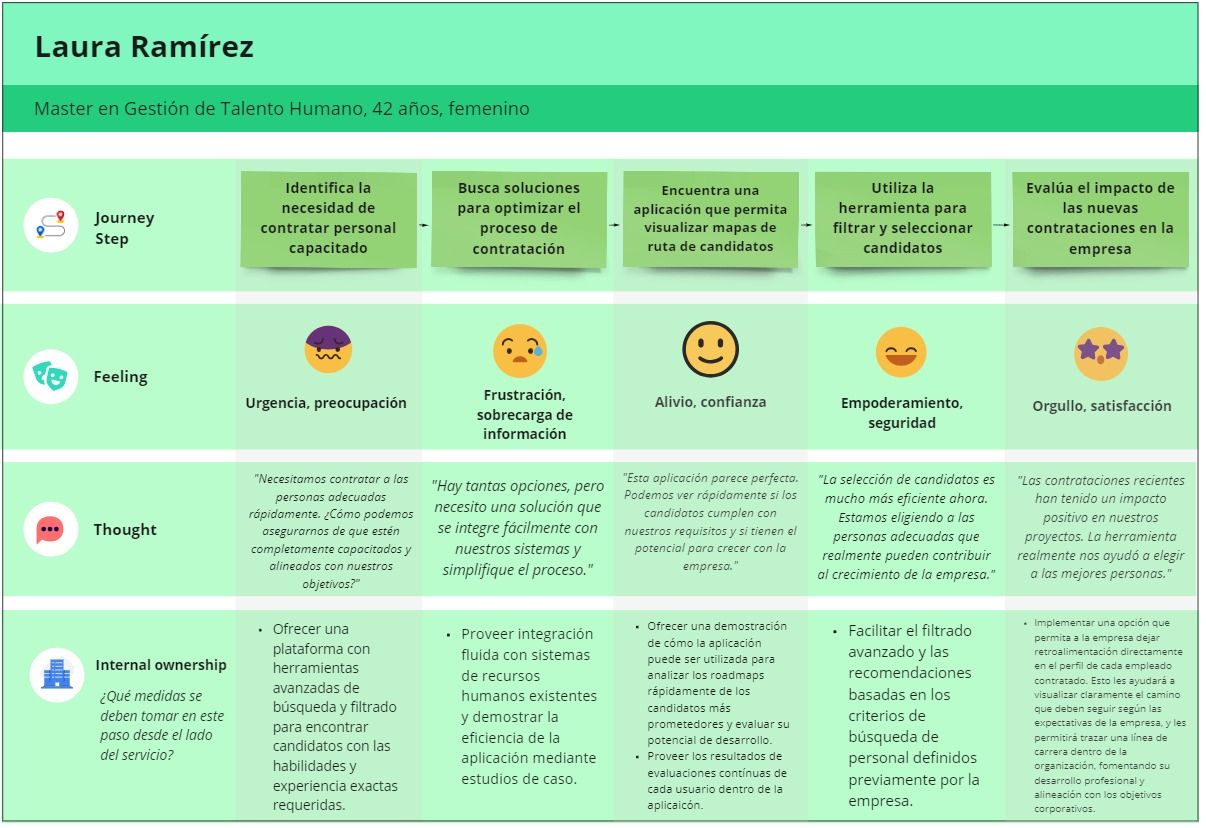 Laura Ramírez
Master en Gestión de Talento Humano, 42 años, femenino
Journey
Step
Identifica la
necesidad de
contratar personal
capacitado
Busca soluciones
para optimizar el
proceso de
contratación
Encuentra una
aplicación que permita
visualizar mapas de
ruta de candidatos
Utiliza la
herramienta para
filtrar y seleccionar
candidatos
Evalúa el impacto de
las nuevas
contrataciones en la
empresa
Feeling
Urgencia, preocupación
Frustración,
sobrecarga de
información
Alivio, confianza
Empoderamiento,
seguridad
Orgullo, satisfacción
Thought
"Necesitamos contratar a las
personas adecuadas
rápidamente. ¿Cómo podemos
asegurarnos de que estén
completamente capacitados y
alineados con nuestros
objetivos?"
"Hay tantas opciones, pero
necesito una solución que
se integre fácilmente con
nuestros sistemas y
simplifique el proceso."
"Esta aplicación parece perfecta.
Podemos ver rápidamente si los
candidatos cumplen con
nuestros requisitos y si tienen el
potencial para crecer con la
empresa."
"La selección de candidatos es
mucho más eficiente ahora.
Estamos eligiendo a las
personas adecuadas que
realmente pueden contribuir
al crecimiento de la empresa."
"Las contrataciones recientes
han tenido un impacto
positivo en nuestros
proyectos. La herramienta
realmente nos ayudó a elegir
a las mejores personas."
Internal ownership
¿Qué medidas se
deben tomar en este
paso desde el lado
del servicio?
• Ofrecer una
plataforma con
herramientas
avanzadas de
búsqueda y filtrado
para encontrar
candidatos con las
habilidades y
experiencia exactas
requeridas.
• Proveer integración
fluida con sistemas
de recursos
humanos existentes
y demostrar la
eficiencia de la
aplicación mediante
estudios de caso.
• Ofrecer una demostración
de cómo la aplicación
puede ser utilizada para
analizar los roadmaps
rápidamente de los
candidatos más
prometedores y evaluar su
potencial de desarrollo.
• Proveer los resultados de
evaluaciones contínuas de
cada usuario dentro de la
aplicaicón.
• Facilitar el filtrado
avanzado y las
recomendaciones
basadas en los
criterios de
búsqueda de
personal definidos
previamente por la
empresa.
• Implementar una opción que
permita a la empresa dejar
retroalimentación directamente
en el perfil de cada empleado
contratado. Esto les ayudará a
visualizar claramente el camino
que deben seguir según las
expectativas de la empresa, y les
permitirá trazar una línea de
carrera dentro de la
organización, fomentando su
desarrollo profesional y
alineación con los objetivos
corporativos.